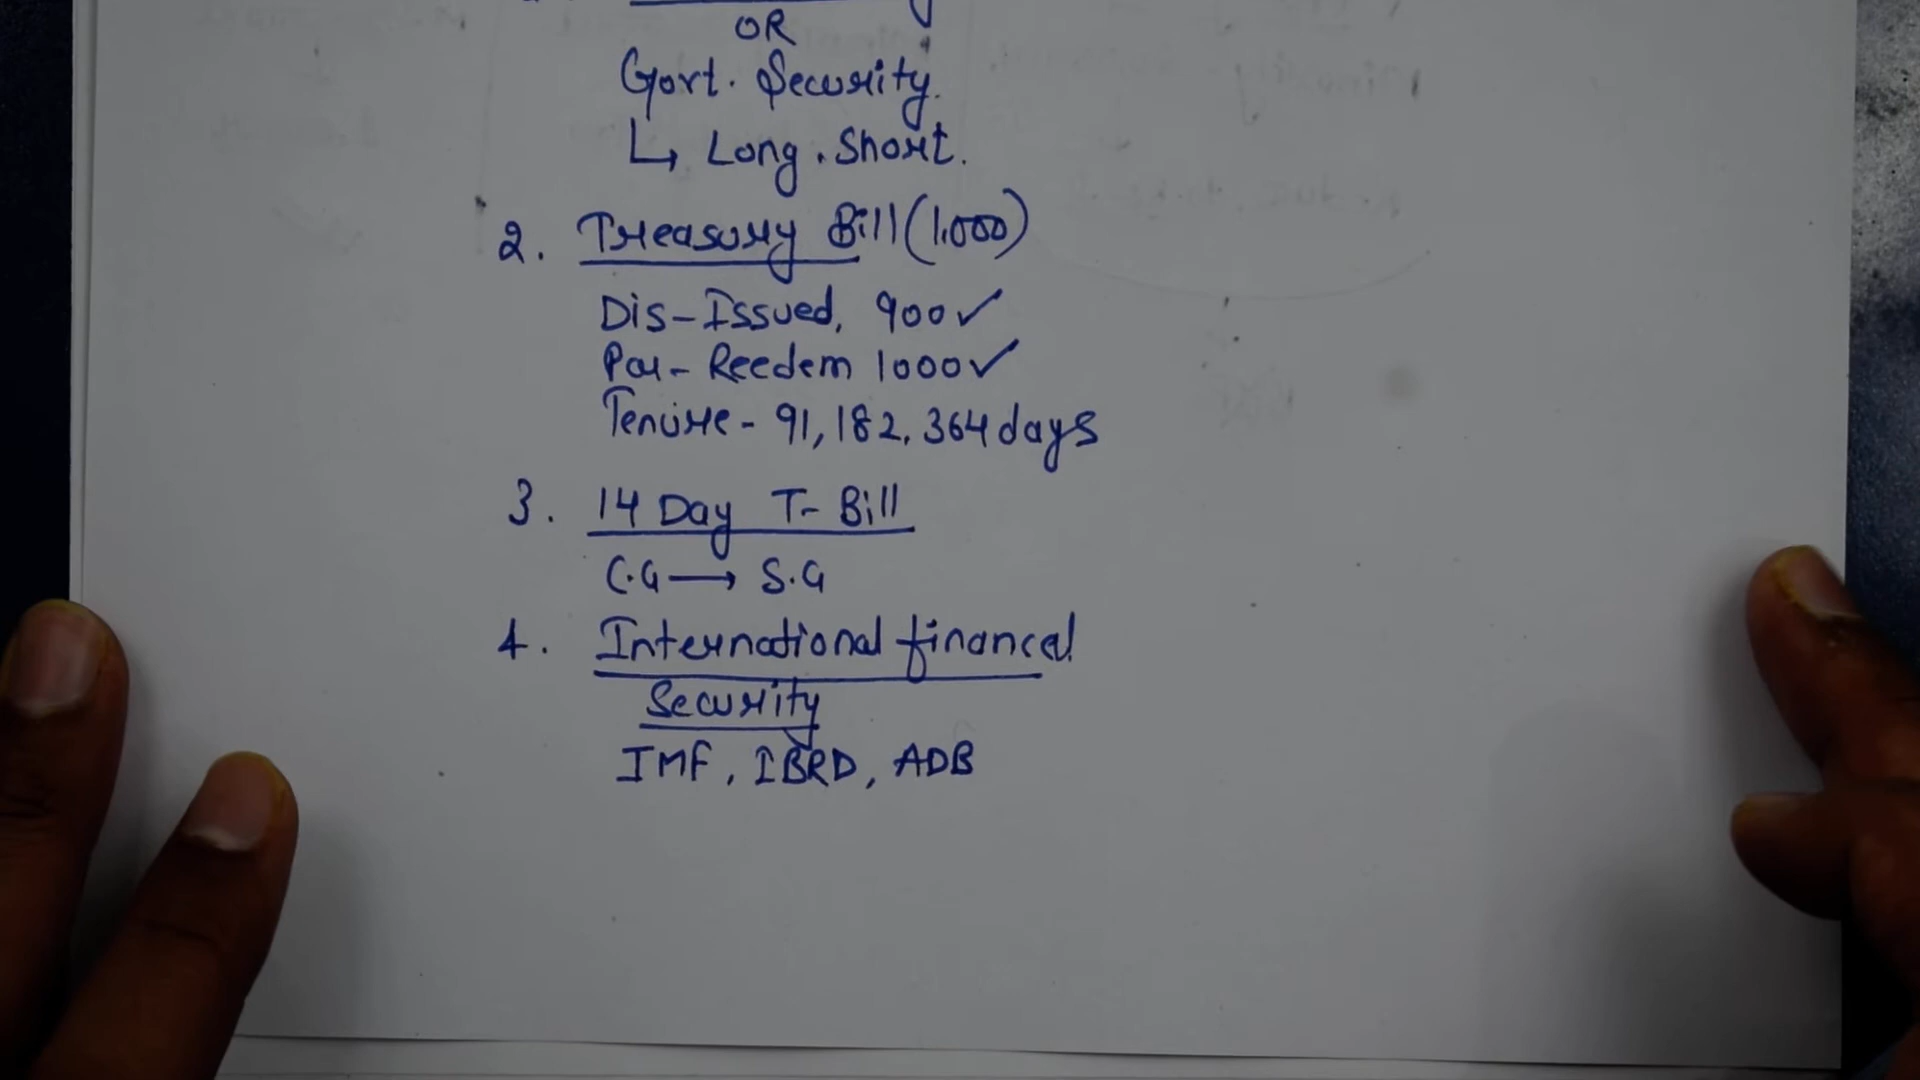 OR
Govt. Security.
↳ Long. Short.
2. Treasury Bill (1,000)
Dis-Issued, 900✓
Par- Reedem 1000✓
Tenure - 91, 182, 364 days
3. 14 Day T- Bill
C.G → S.G
4. International financal
Security
IMF, IBRD, ADB